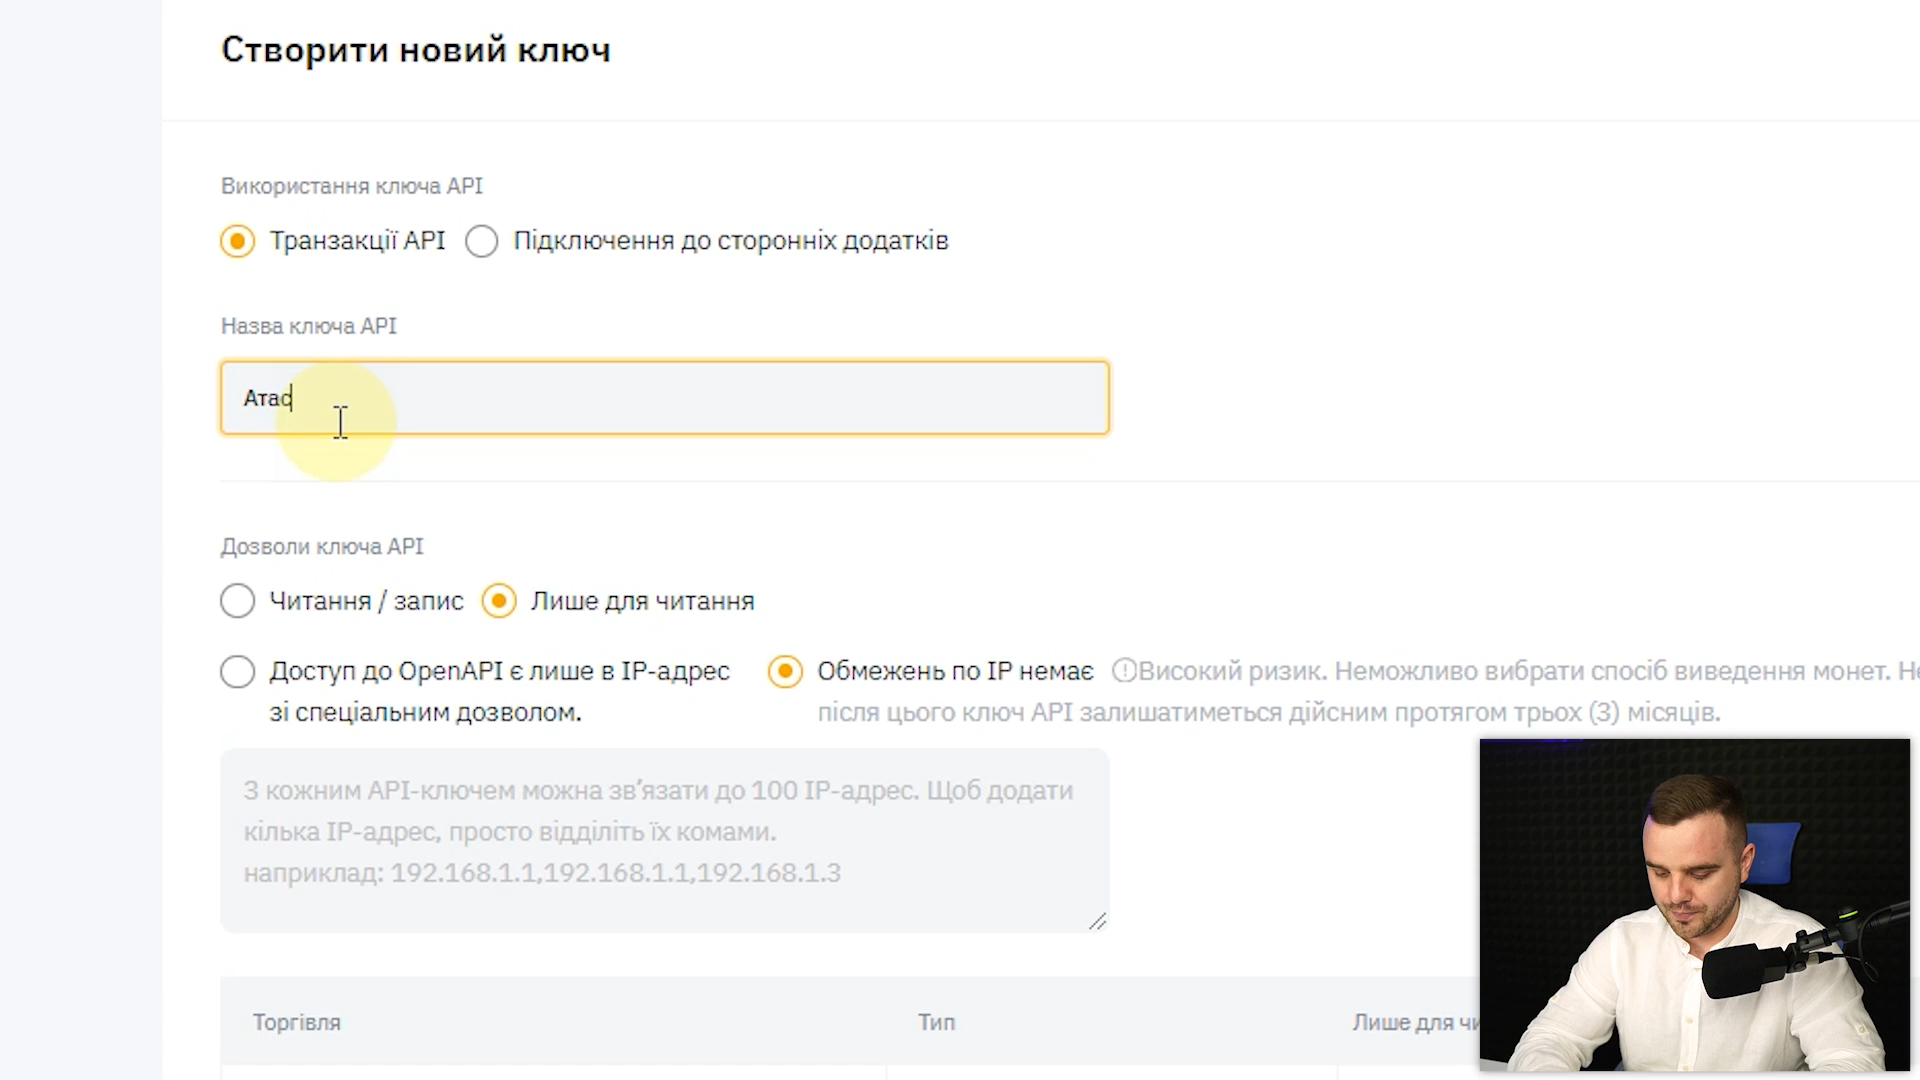 Створити новий ключ
Використання ключа API
Транзакції API Підключення до сторонніх додатків
Назва ключа API
Атас
Дозволи ключа API
Читання / запис Лише для читання
Доступ до OpenAPI є лише в IP-адрес
зі спеціальним дозволом.
Обмежень по IP немає Високий ризик. Неможливо вибрати спосіб виведення монет.
після цього ключ API залишатиметься дійсним протягом трьох (3) місяців.
З кожним API-ключем можна зв’язати до 100 IP-адрес. Щоб додати
кілька IP-адрес, просто відділіть їх комами.
наприклад: 192.168.1.1,192.168.1.1,192.168.1.3
Торгівля Тип Лише для